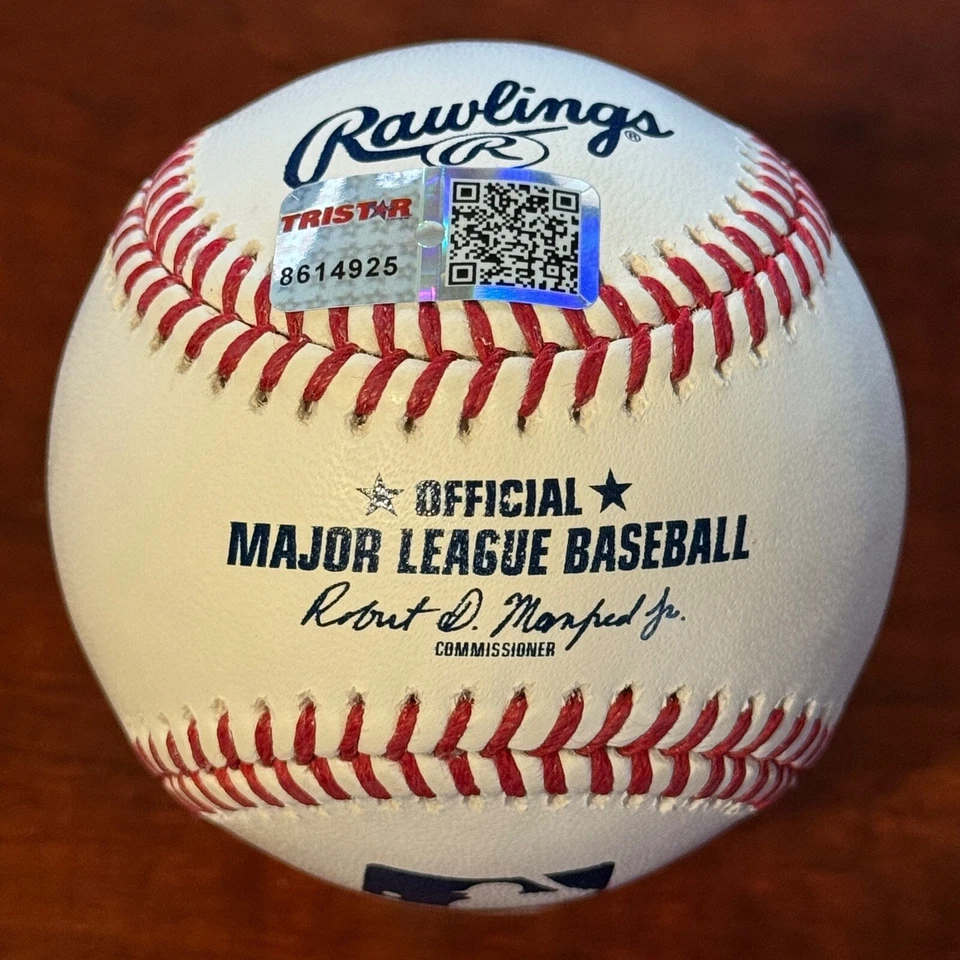 Rawlings®
R
TRISTAR
8614925
OFFICIAL
MAJOR LEAGUE BASEBALL
Robert D. Manfred Jr.
COMMISSIONER